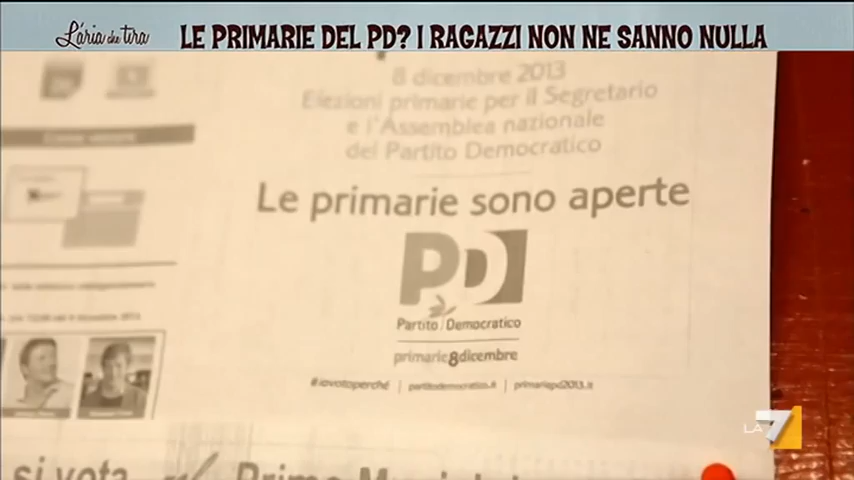 L'aria che tira
LE PRIMARIE DEL PD? I RAGAZZI NON NE SANNO NULLA
8 dicembre 2013
Elezioni primarie per il Segretario
e l'Assemblea nazionale
del Partito Democratico
Le primarie sono aperte
PD
Partito Democratico
primarie8dicembre
#iovotoperché | partitodemocratico.it | primariepd2013.it
LA7
si vota